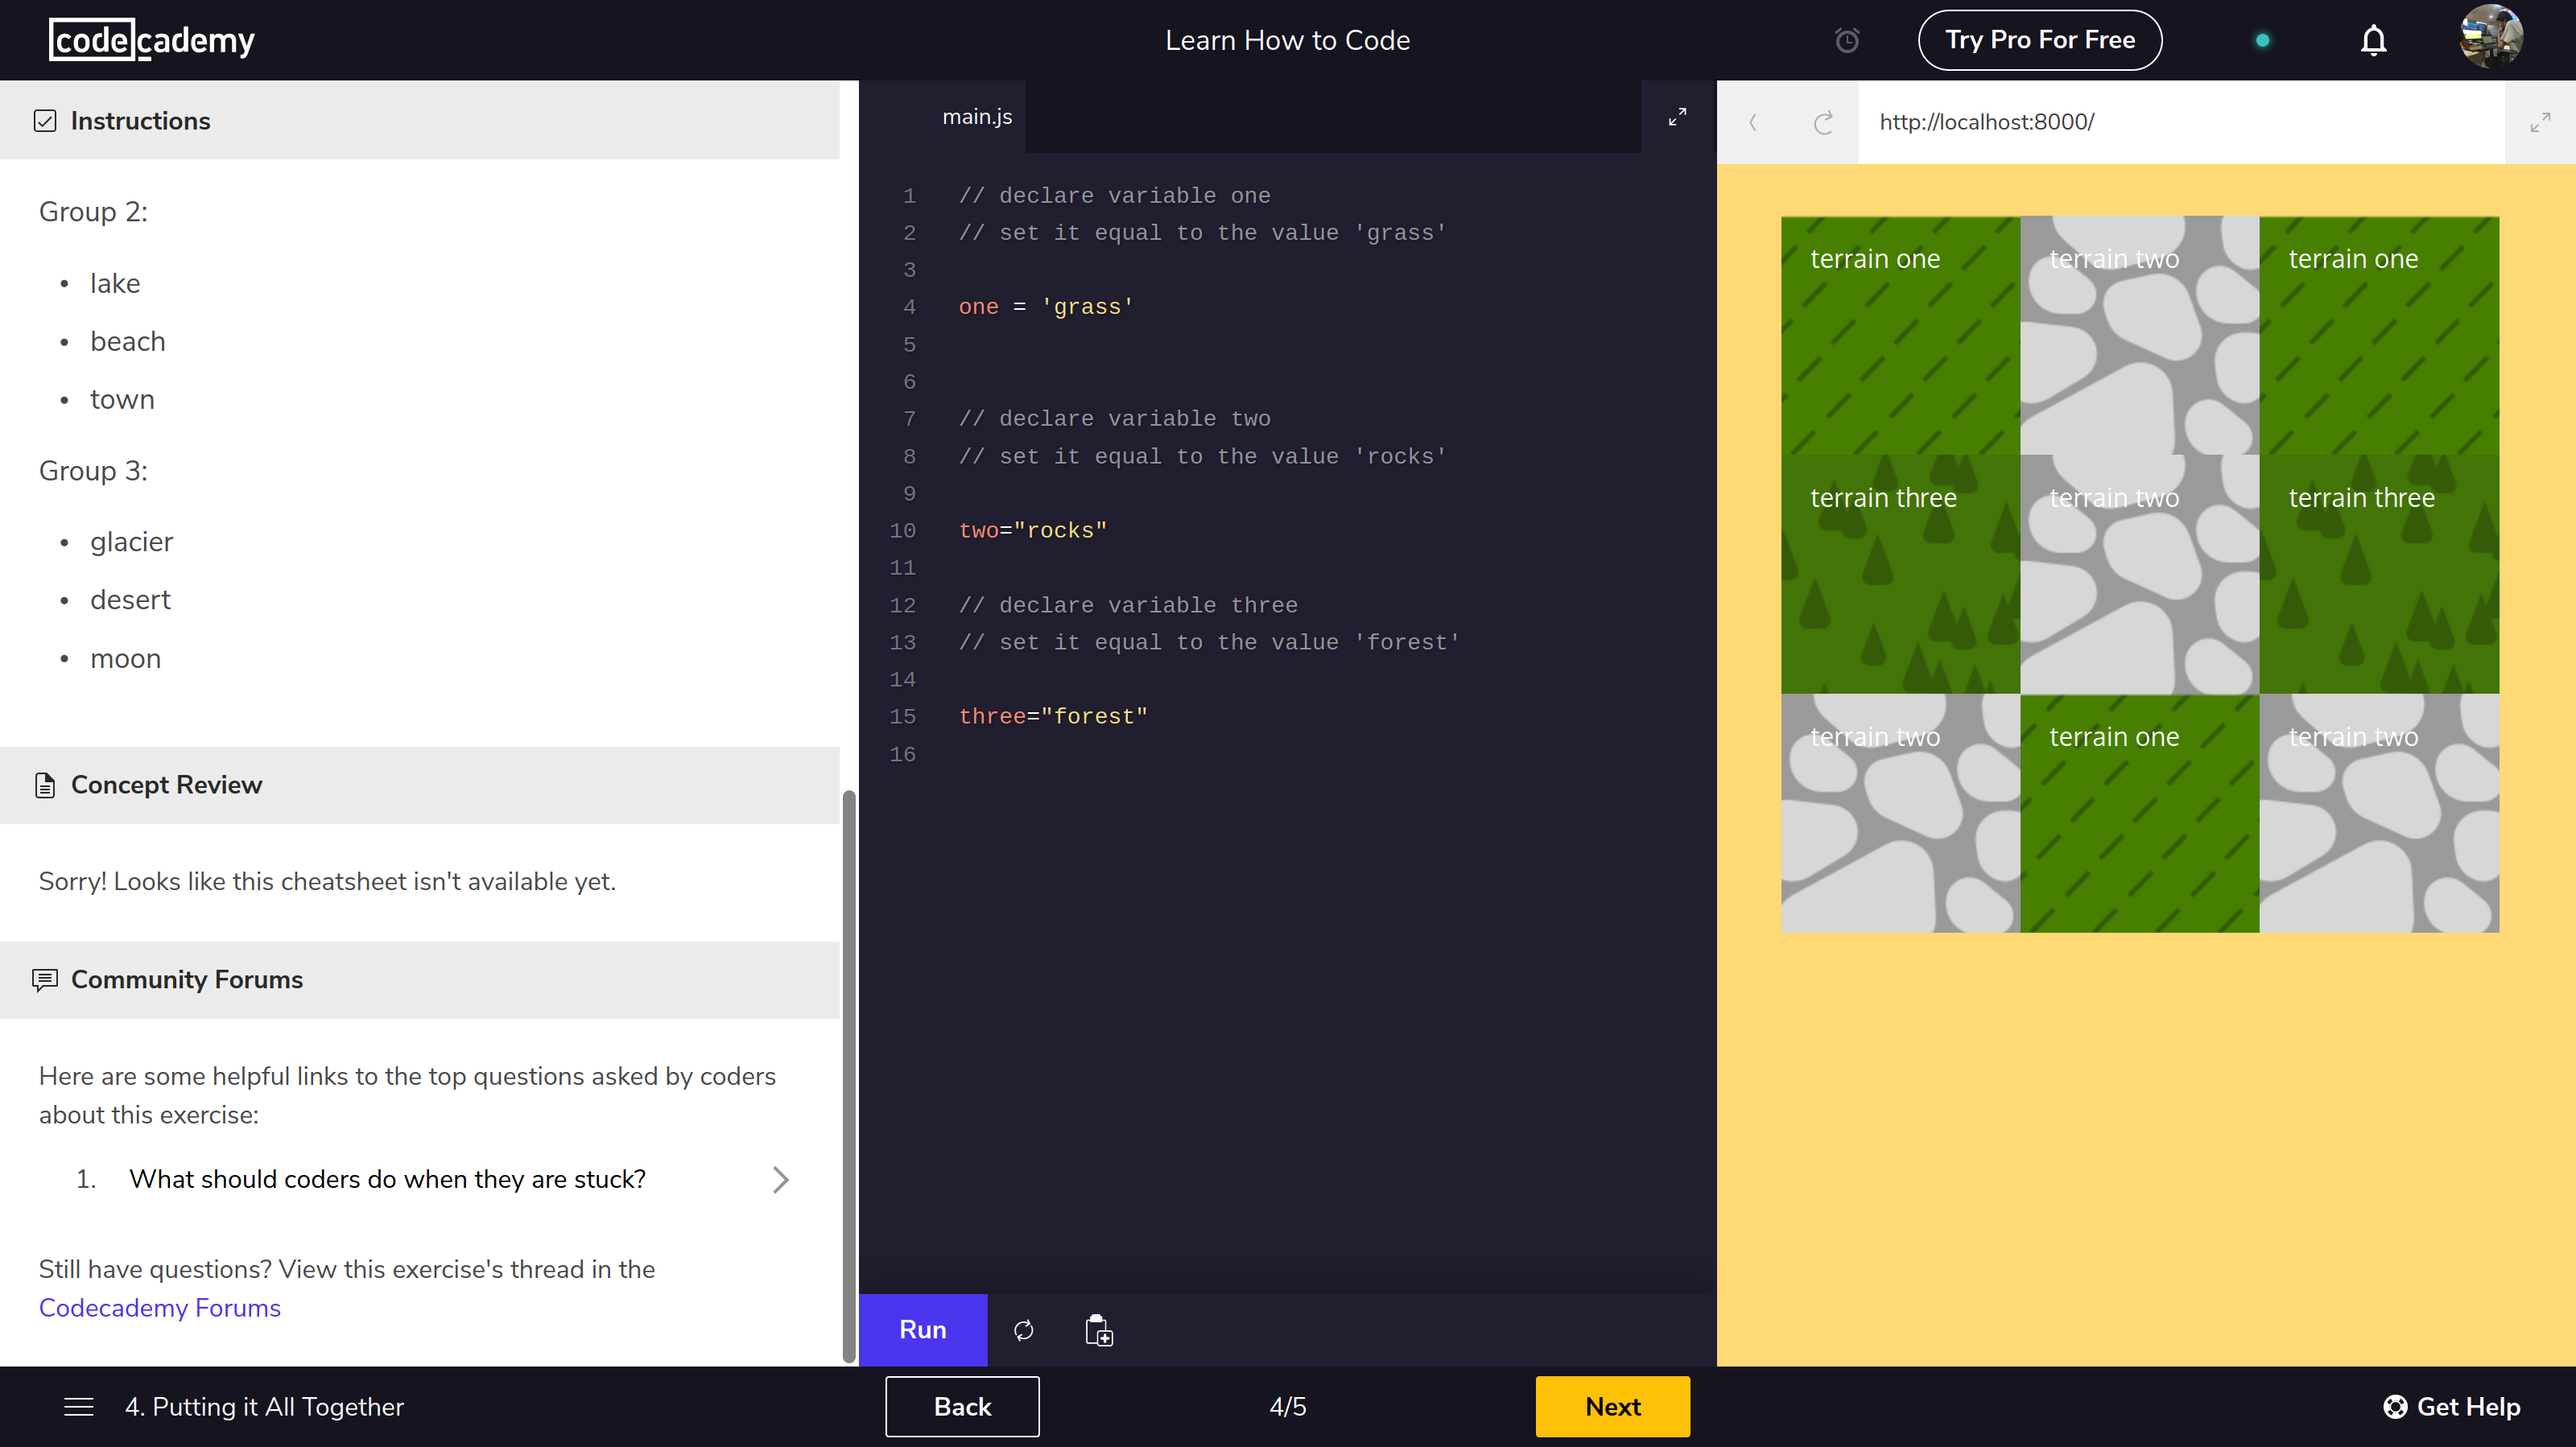 codecademy
Learn How to Code
Try Pro For Free
Instructions
Group 2:
• lake
• beach
• town
Group 3:
• glacier
• desert
• moon
Concept Review
Sorry! Looks like this cheatsheet isn't available yet.
Community Forums
Here are some helpful links to the top questions asked by coders
about this exercise:
1. What should coders do when they are stuck?
Still have questions? View this exercise's thread in the
Codecademy Forums
main.js
1 // declare variable one
2 // set it equal to the value 'grass'
3
4 one = 'grass'
5
6
7 // declare variable two
8 // set it equal to the value 'rocks'
9
10 two="rocks"
11
12 // declare variable three
13 // set it equal to the value 'forest'
14
15 three="forest"
16
Run
http://localhost:8000/
terrain one terrain two terrain one
terrain three terrain two terrain three
terrain two terrain one terrain two
4. Putting it All Together
Back
4/5
Next
Get Help